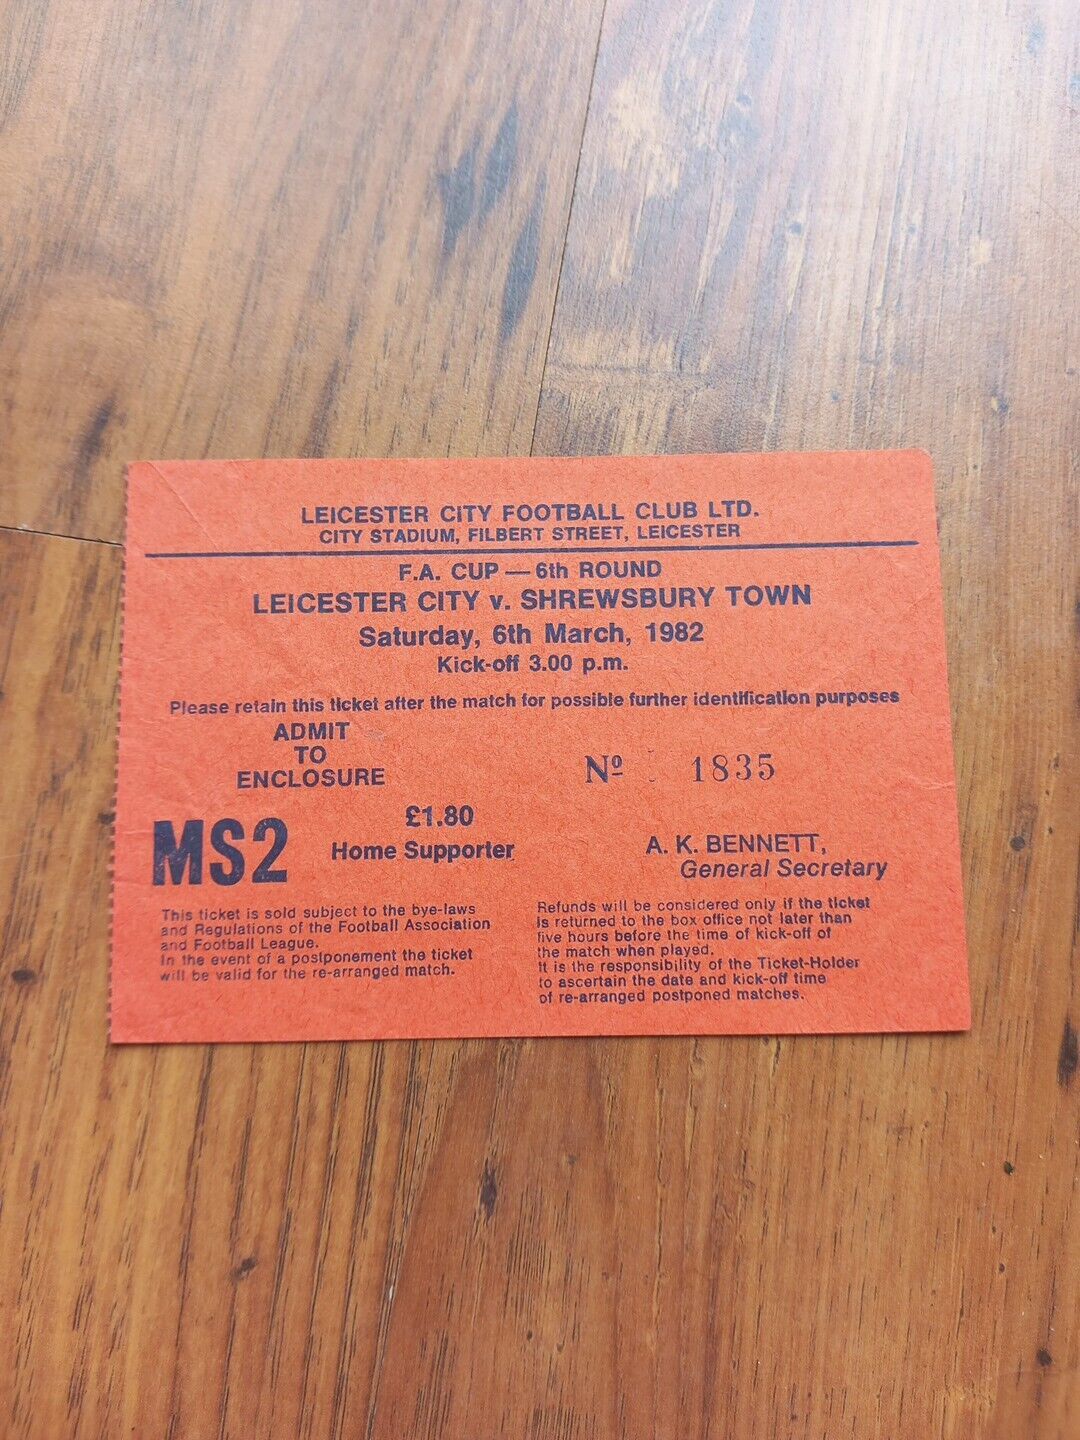 LEICESTER CITY FOOTBALL CLUB LTD.
CITY STADIUM, FILBERT STREET, LEICESTER
F.A. CUP — 6th ROUND
LEICESTER CITY v. SHREWSBURY TOWN
Saturday, 6th March, 1982
Kick-off 3.00 p.m.
Please retain this ticket after the match for possible further identification purposes
ADMIT
TO
ENCLOSURE
Nº 1835
MS2
£1.80
Home Supporter
A. K. BENNETT,
General Secretary
This ticket is sold subject to the bye-laws
and Regulations of the Football Association
and Football League.
In the event of a postponement the ticket
will be valid for the re-arranged match.
Refunds will be considered only if the ticket
is returned to the box office not later than
five hours before the time of kick-off of
the match when played.
It is the responsibility of the Ticket-Holder
to ascertain the date and kick-off time
of re-arranged postponed matches.